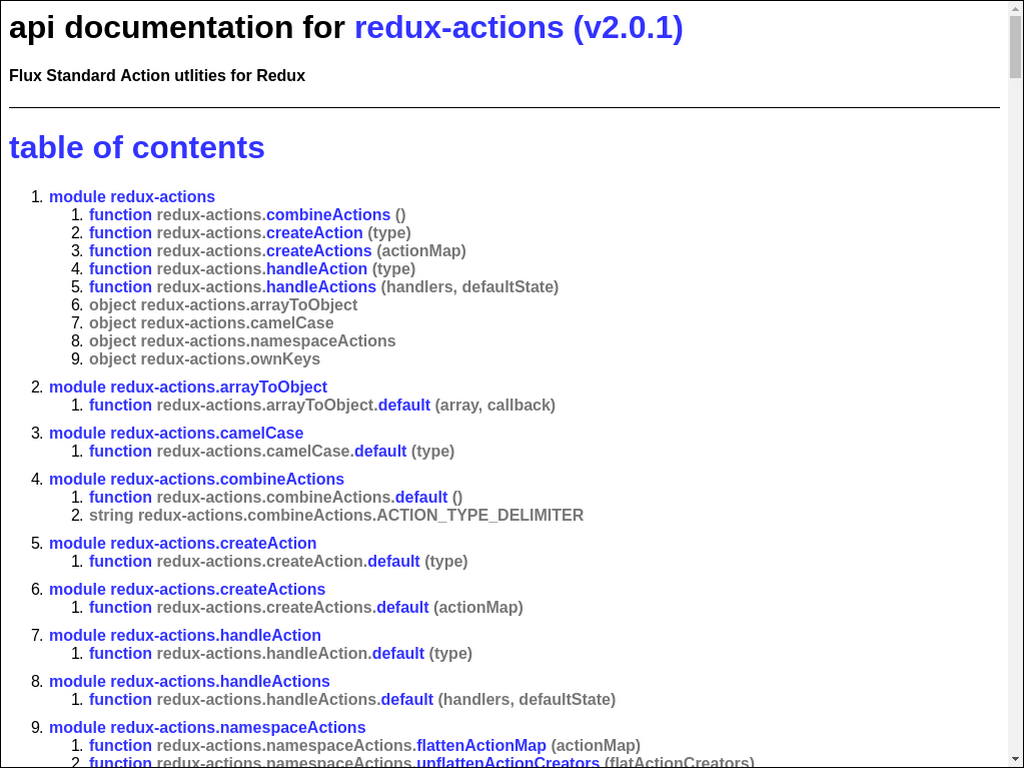 api documentation for redux-actions (v2.0.1)
Flux Standard Action utlities for Redux
table of contents
1. module redux-actions
1. function redux-actions.combineActions ()
2. function redux-actions.createAction (type)
3. function redux-actions.createActions (actionMap)
4. function redux-actions.handleAction (type)
5. function redux-actions.handleActions (handlers, defaultState)
6. object redux-actions.arrayToObject
7. object redux-actions.camelCase
8. object redux-actions.namespaceActions
9. object redux-actions.ownKeys
2. module redux-actions.arrayToObject
1. function redux-actions.arrayToObject.default (array, callback)
3. module redux-actions.camelCase
1. function redux-actions.camelCase.default (type)
4. module redux-actions.combineActions
1. function redux-actions.combineActions.default ()
2. string redux-actions.combineActions.ACTION_TYPE_DELIMITER
5. module redux-actions.createAction
1. function redux-actions.createAction.default (type)
6. module redux-actions.createActions
1. function redux-actions.createActions.default (actionMap)
7. module redux-actions.handleAction
1. function redux-actions.handleAction.default (type)
8. module redux-actions.handleActions
1. function redux-actions.handleActions.default (handlers, defaultState)
9. module redux-actions.namespaceActions
1. function redux-actions.namespaceActions.flattenActionMap (actionMap)
2. function redux-actions.namespaceActions.unflattenActionCreators (flatActionCreators)